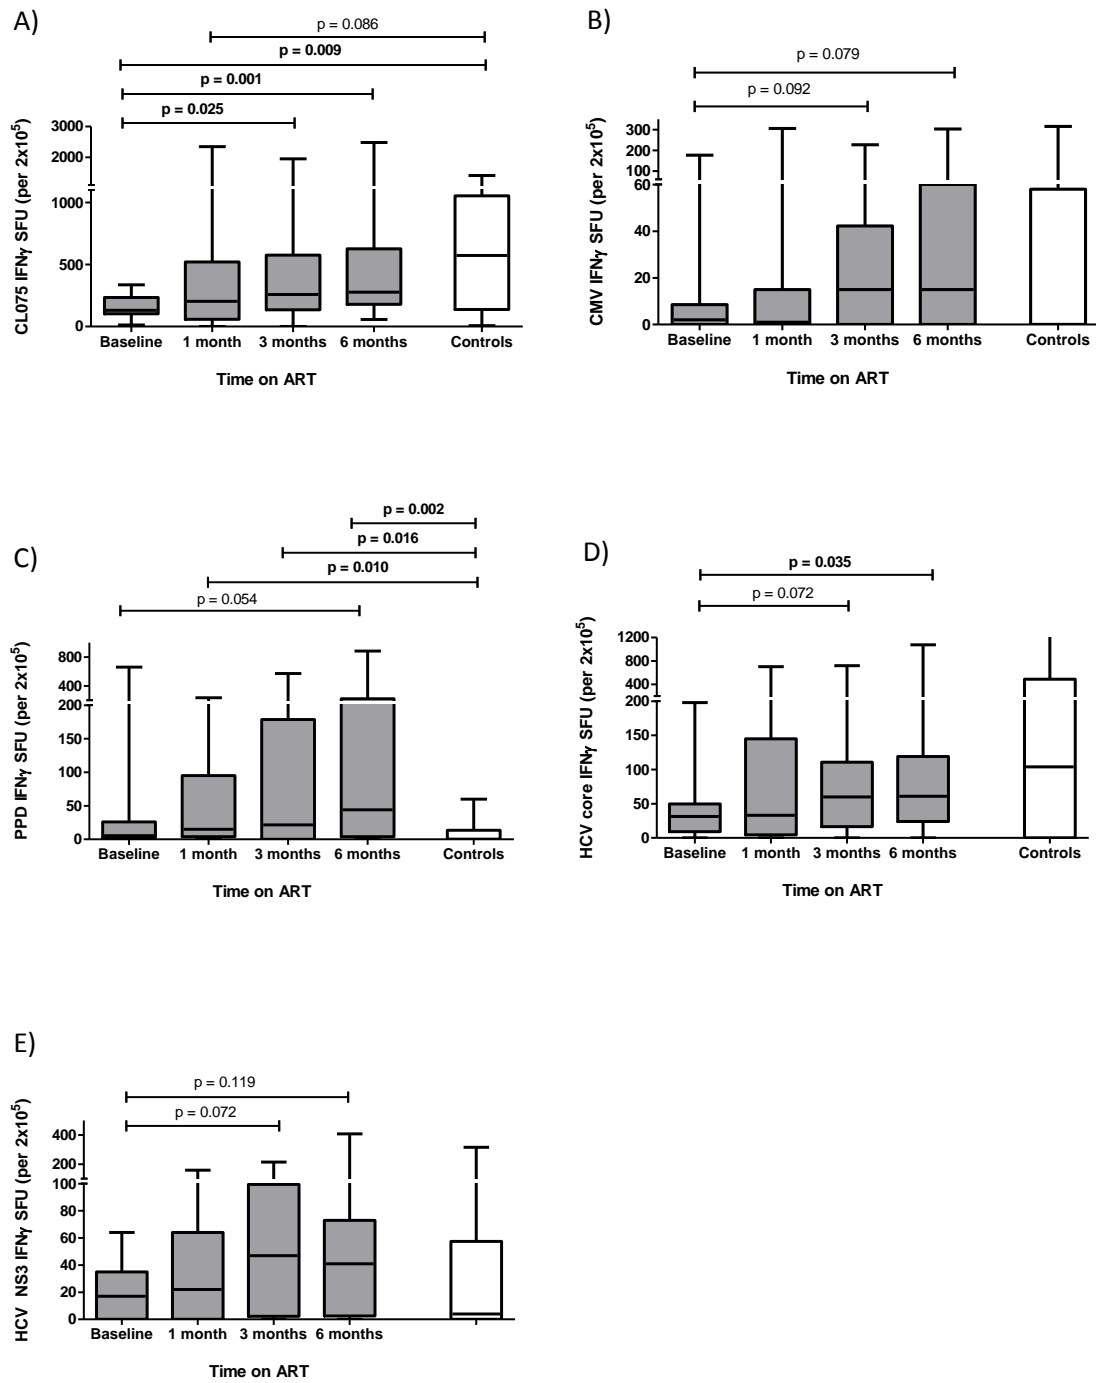 A)
p = 0.086
p = 0.009
p = 0.001
p = 0.025
CL075 IFNγ SFU (per 2x10⁵)
3000
2000
1000
500
0
Baseline 1 month 3 months 6 months Controls
Time on ART
B)
p = 0.079
p = 0.092
CMV IFNγ SFU (per 2x10⁵)
300
200
100
60
40
20
0
Baseline 1 month 3 months 6 months Controls
Time on ART
C)
p = 0.002
p = 0.016
p = 0.010
p = 0.054
PPD IFNγ SFU (per 2x10⁵)
800
400
200
200
150
100
50
0
Baseline 1 month 3 months 6 months Controls
Time on ART
D)
p = 0.035
p = 0.072
HCV core IFNγ SFU (per 2x10⁵)
1200
800
400
200
200
150
100
50
0
Baseline 1 month 3 months 6 months Controls
Time on ART
E)
p = 0.119
p = 0.072
HCV NS3 IFNγ SFU (per 2x10⁵)
400
200
100
100
80
60
40
20
0
Baseline 1 month 3 months 6 months
Time on ART